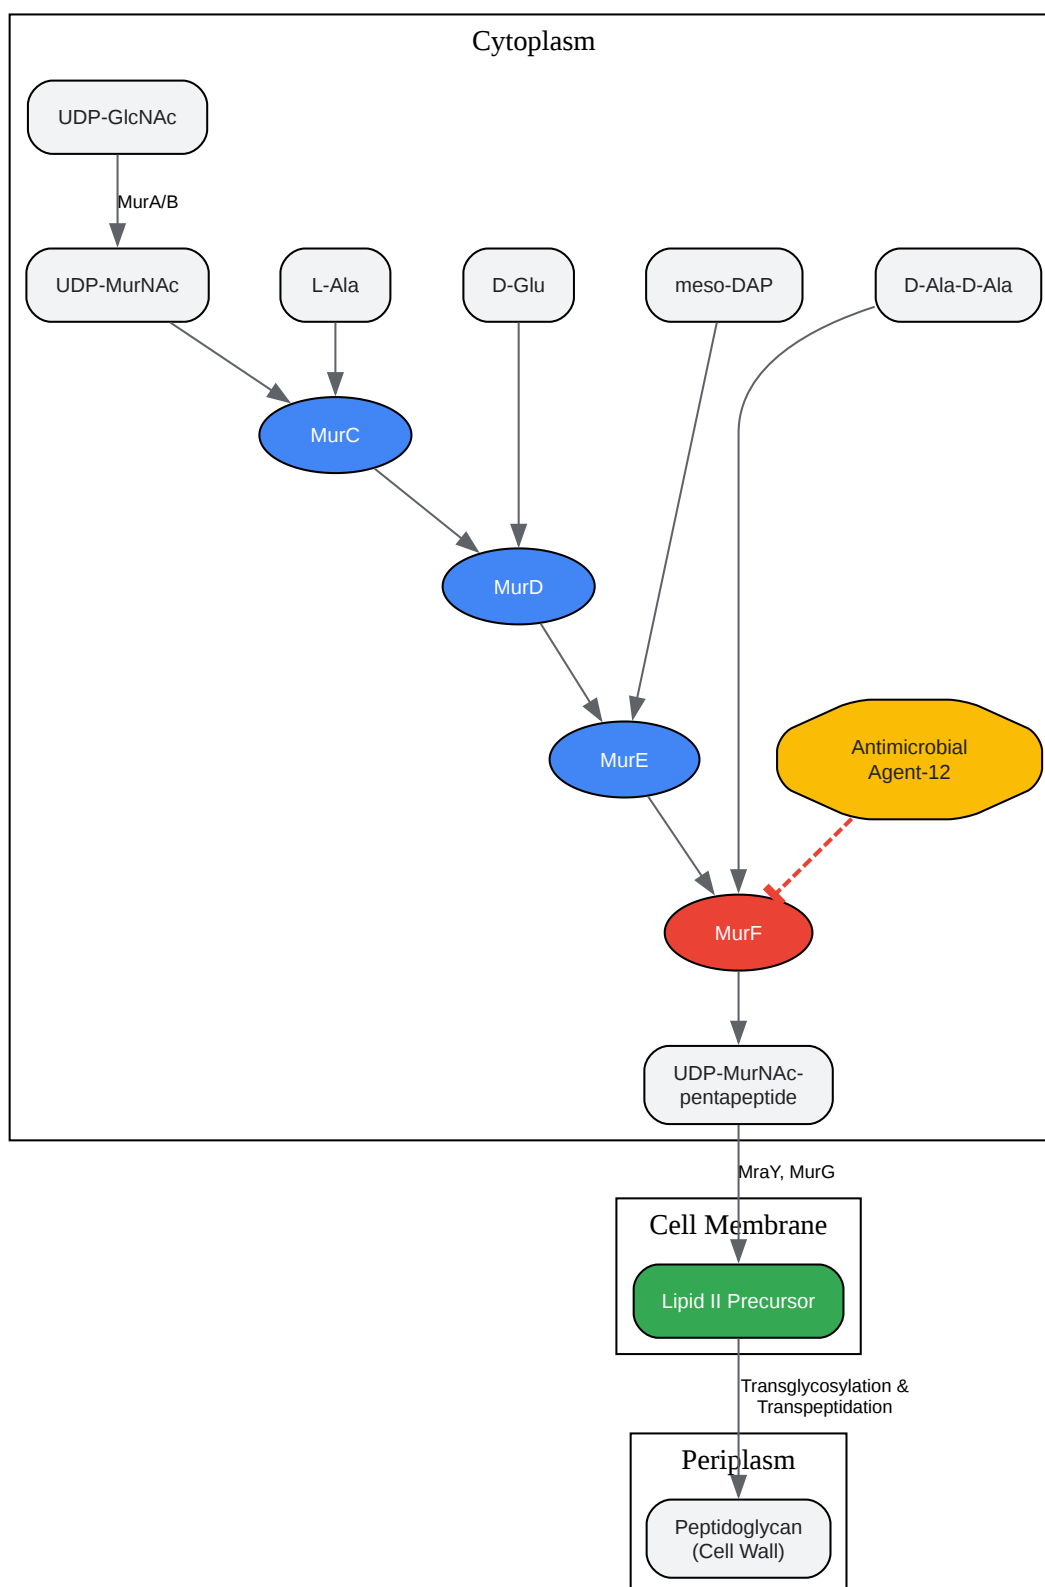 Cytoplasm
UDP-GlcNAc
MurA/B
UDP-MurNAc
L-Ala
D-Glu
meso-DAP
D-Ala-D-Ala
MurC
MurD
MurE
Antimicrobial
Agent-12
MurF
UDP-MurNAc-
pentapeptide
MraY, MurG
Cell Membrane
Lipid II Precursor
Transglycosylation &
Transpeptidation
Periplasm
Peptidoglycan
(Cell Wall)